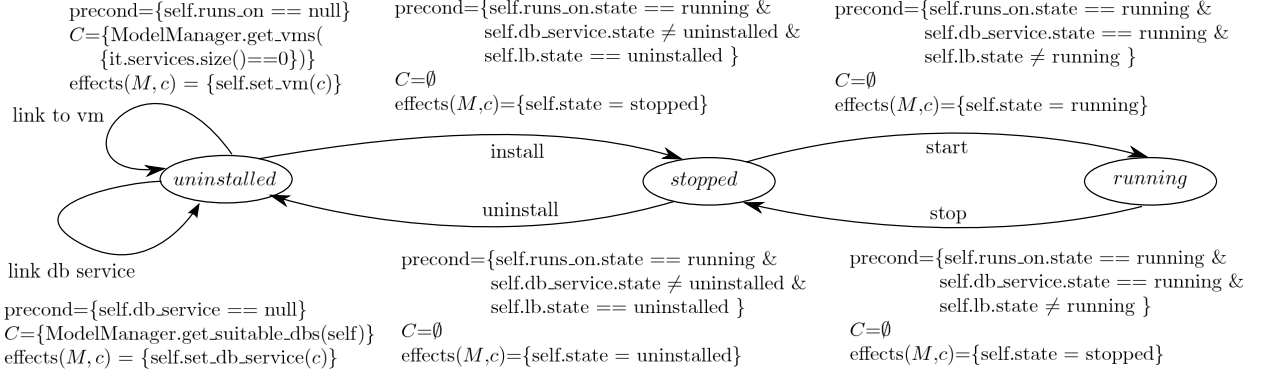 precond={self.runs_on == null}
C={ModelManager.get_vms(
{it.services.size()==0})}
effects(M, c) = {self.set_vm(c)}
link to vm
precond={self.runs_on.state == running &
self.db_service.state ≠ uninstalled &
self.lb.state == uninstalled }
C=∅
effects(M,c)={self.state = stopped}
precond={self.runs_on.state == running &
self.db_service.state == running &
self.lb.state ≠ running }
C=∅
effects(M,c)={self.state = running}
install
start
uninstalled
stopped
running
uninstall
stop
link db service
precond={self.db_service == null}
C={ModelManager.get_suitable_dbs(self)}
effects(M, c) = {self.set_db_service(c)}
precond={self.runs_on.state == running &
self.db_service.state ≠ uninstalled &
self.lb.state == uninstalled }
C=∅
effects(M,c)={self.state = uninstalled}
precond={self.runs_on.state == running &
self.db_service.state == running &
self.lb.state ≠ running }
C=∅
effects(M,c)={self.state = stopped}